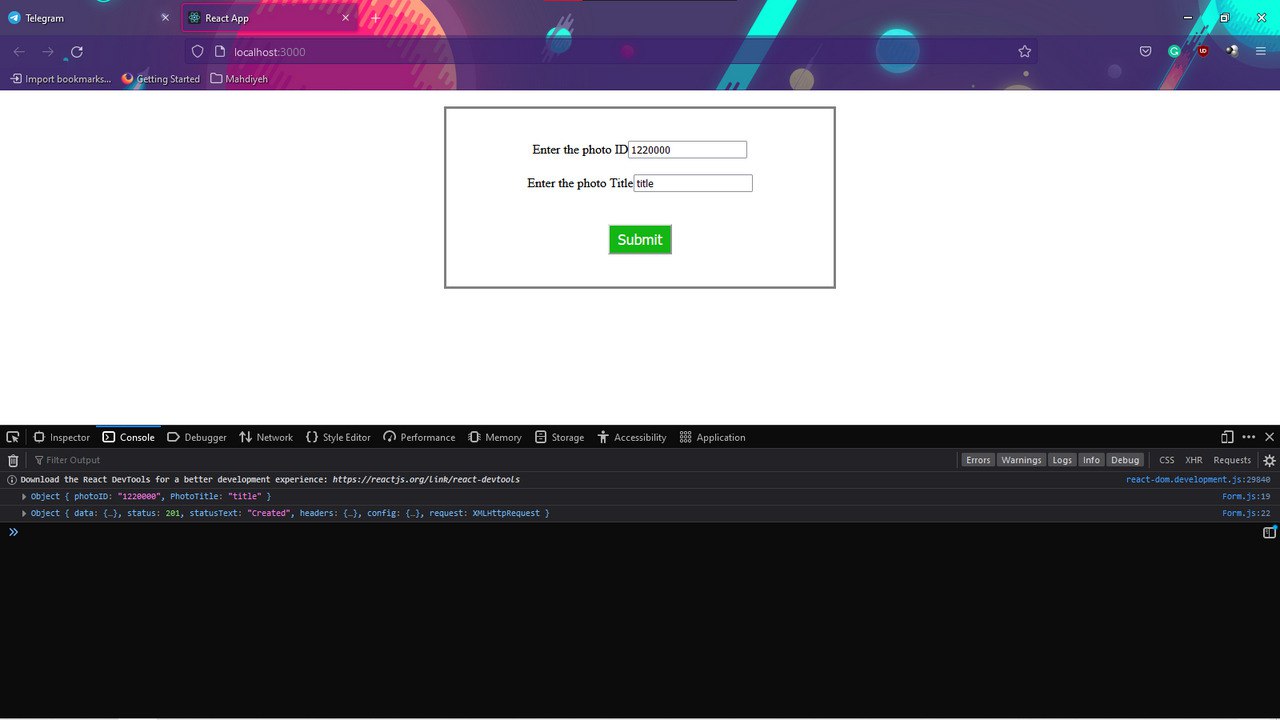 Telegram
React App
localhost:3000
Import bookmarks... Getting Started Mahdiyeh
Enter the photo ID 1220000
Enter the photo Title title
Submit
Inspector Console Debugger Network Style Editor Performance Memory Storage Accessibility Application
Filter Output Errors Warnings Logs Info Debug CSS XHR Requests
Download the React DevTools for a better development experience: https://reactjs.org/link/react-devtools react-dom.development.js:29840
Object { photoID: "1220000", PhotoTitle: "title" } Form.js:19
Object { data: {…}, status: 201, statusText: "Created", headers: {…}, config: {…}, request: XMLHttpRequest } Form.js:22